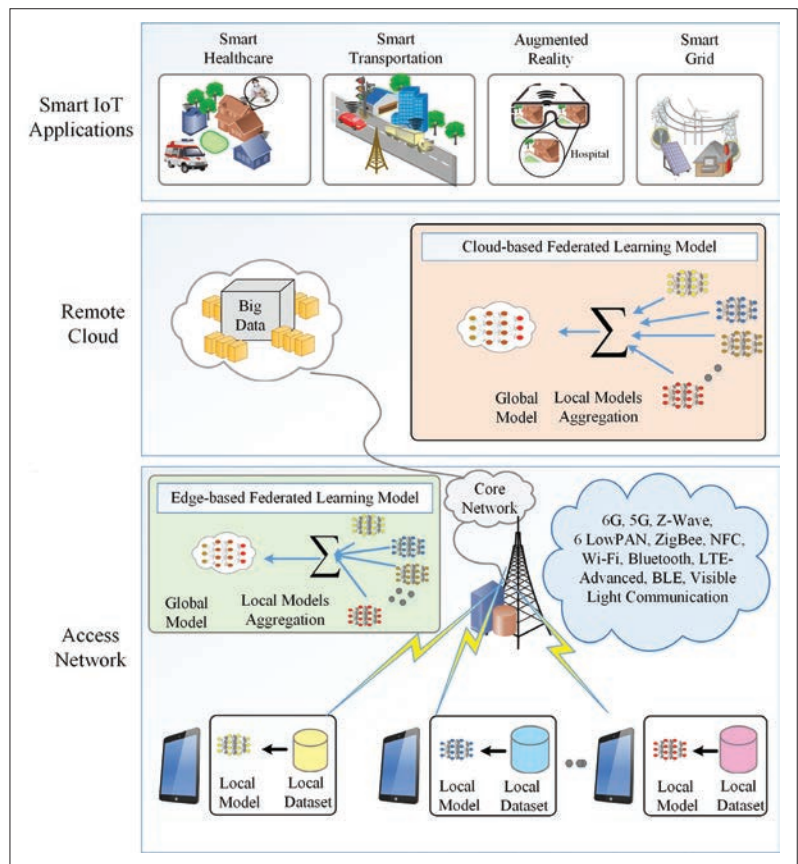 Smart
Healthcare
Smart
Transportation
Augmented
Reality
Smart
Grid
Smart IoT
Applications
Hospital
Remote
Cloud
Big
Data
Cloud-based Federated Learning Model
Global
Model
Local Models
Aggregation
Σ
Access
Network
Edge-based Federated Learning Model
Global
Model
Local Models
Aggregation
Σ
Core
Network
6G, 5G, Z-Wave,
6 LowPAN, ZigBee, NFC,
Wi-Fi, Bluetooth, LTE-
Advanced, BLE, Visible
Light Communication
Local
Model
Local
Dataset
Local
Model
Local
Dataset
Local
Model
Local
Dataset